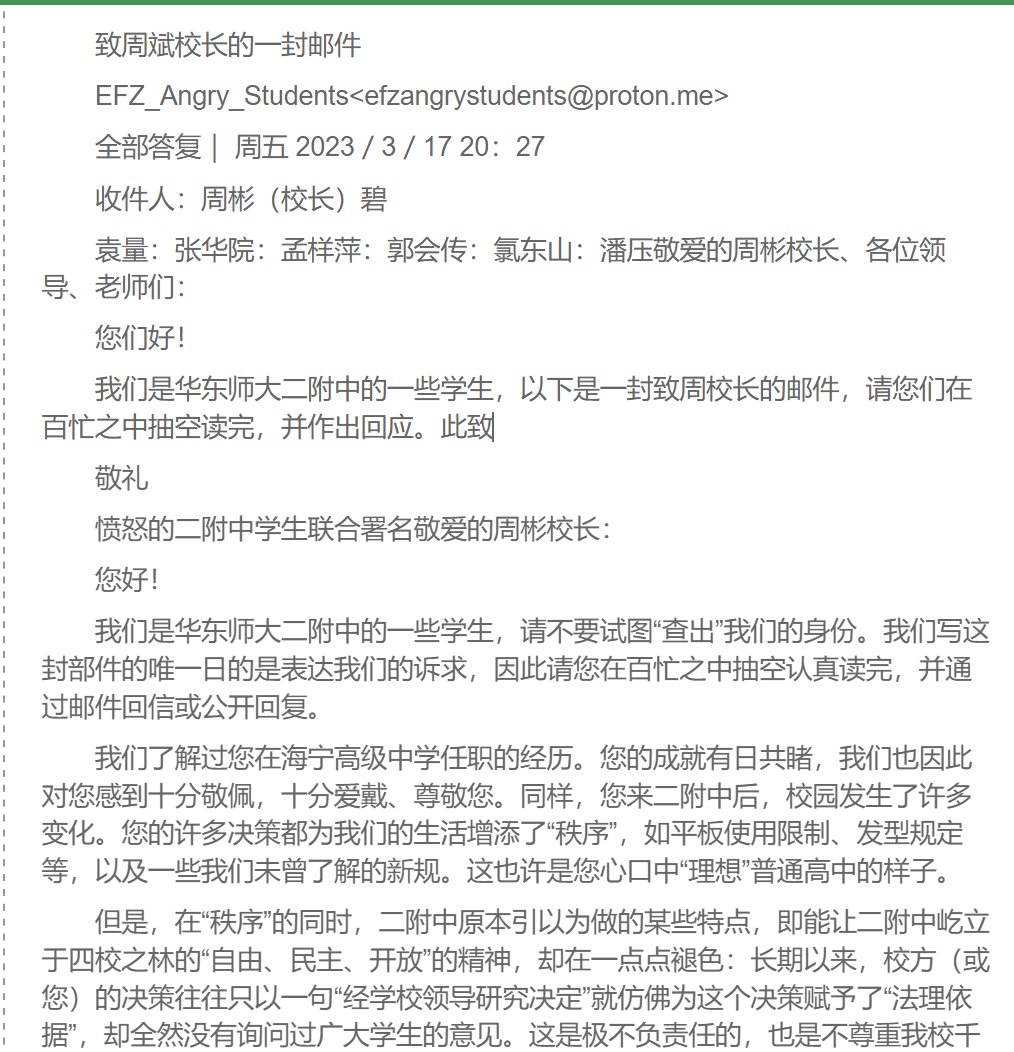 致周斌校长的一封邮件
EFZ_Angry_Students<efzangrystudents@proton.me>
全部答复｜ 周五 2023 / 3 / 17 20：27
收件人：周彬（校长）碧
袁量：张华院：孟样萍：郭会传：氯东山：潘压敬爱的周彬校长、各位领
导、老师们：
您们好！
我们是华东师大二附中的一些学生，以下是一封致周校长的邮件，请您们在
百忙之中抽空读完，并作出回应。此致
敬礼
愤怒的二附中学生联合署名敬爱的周彬校长：
您好！
我们是华东师大二附中的一些学生，请不要试图“查出”我们的身份。我们写这
封部件的唯一日的是表达我们的诉求，因此请您在百忙之中抽空认真读完，并通
过邮件回信或公开回复。
我们了解过您在海宁高级中学任职的经历。您的成就有日共睹，我们也因此
对您感到十分敬佩，十分爱戴、尊敬您。同样，您来二附中后，校园发生了许多
变化。您的许多决策都为我们的生活增添了“秩序”，如平板使用限制、发型规定
等，以及一些我们未曾了解的新规。这也许是您心口中“理想”普通高中的样子。
但是，在“秩序”的同时，二附中原本引以为做的某些特点，即能让二附中屹立
于四校之林的“自由、民主、开放”的精神，却在一点点褪色：长期以来，校方（或
您）的决策往往只以一句“经学校领导研究决定”就仿佛为这个决策赋予了“法理依
据”，却全然没有询问过广大学生的意见。这是极不负责任的，也是不尊重我校千